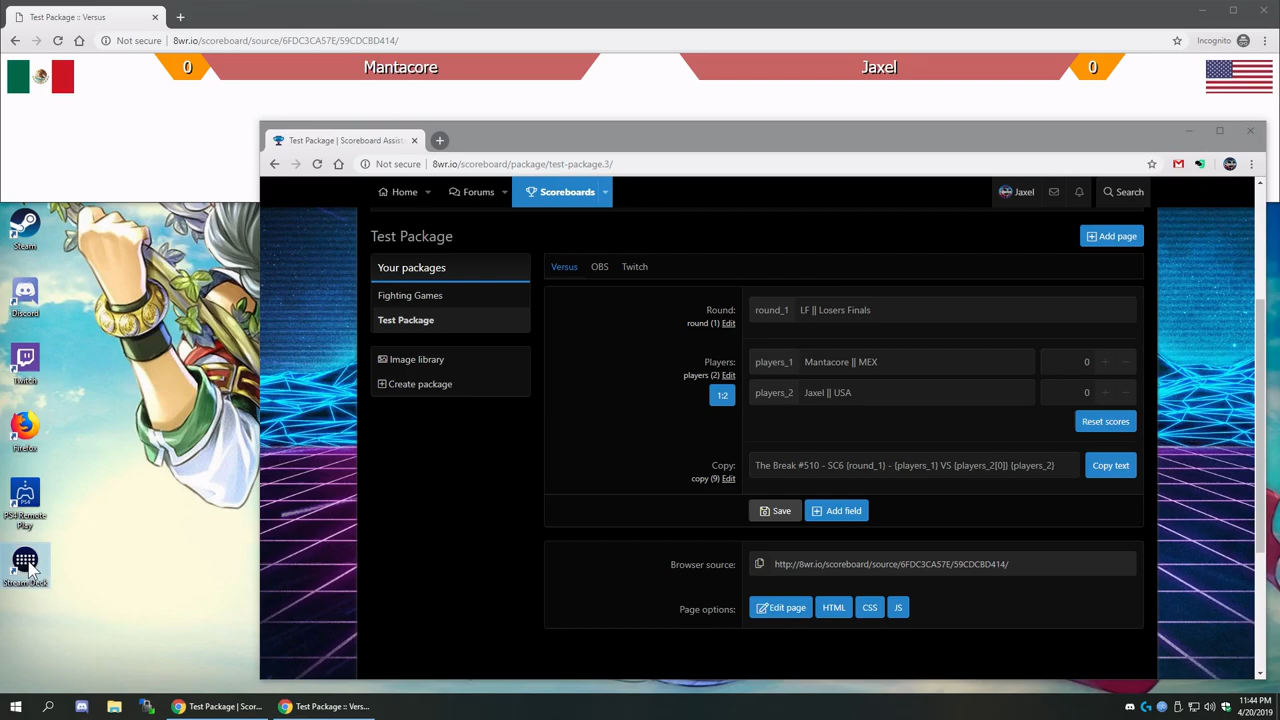 Test Package :: Versus
Not secure
8wr.io/scoreboard/source/6FDC3CA57E/59CDCBD414/
Incognito
0
Mantacore
Jaxel
0
Test Package | Scoreboard Assist
Not secure
8wr.io/scoreboard/package/test-package.3/
Home
Forums
Scoreboards
Jaxel
Search
Steam
Discord
Twitch
Firefox
PS4 Remote
Play
Stream Deck
Test Package
Add page
Your packages
Fighting Games
Test Package
Image library
Create package
Versus OBS Twitch
Round:
round (1) Edit
round_1 LF || Losers Finals
Players:
players (2) Edit
1:2
players_1 Mantacore || MEX 0 + −
players_2 Jaxel || USA 0 + −
Reset scores
Copy:
copy (9) Edit
The Break #510 - SC6 {round_1} - {players_1} VS {players_2[0]} {players_2}
Copy text
Save
Add field
Browser source:
http://8wr.io/scoreboard/source/6FDC3CA57E/59CDCBD414/
Page options:
Edit page
HTML
CSS
JS
Test Package | Scor...
Test Package :: Vers...
11:44 PM
4/20/2019